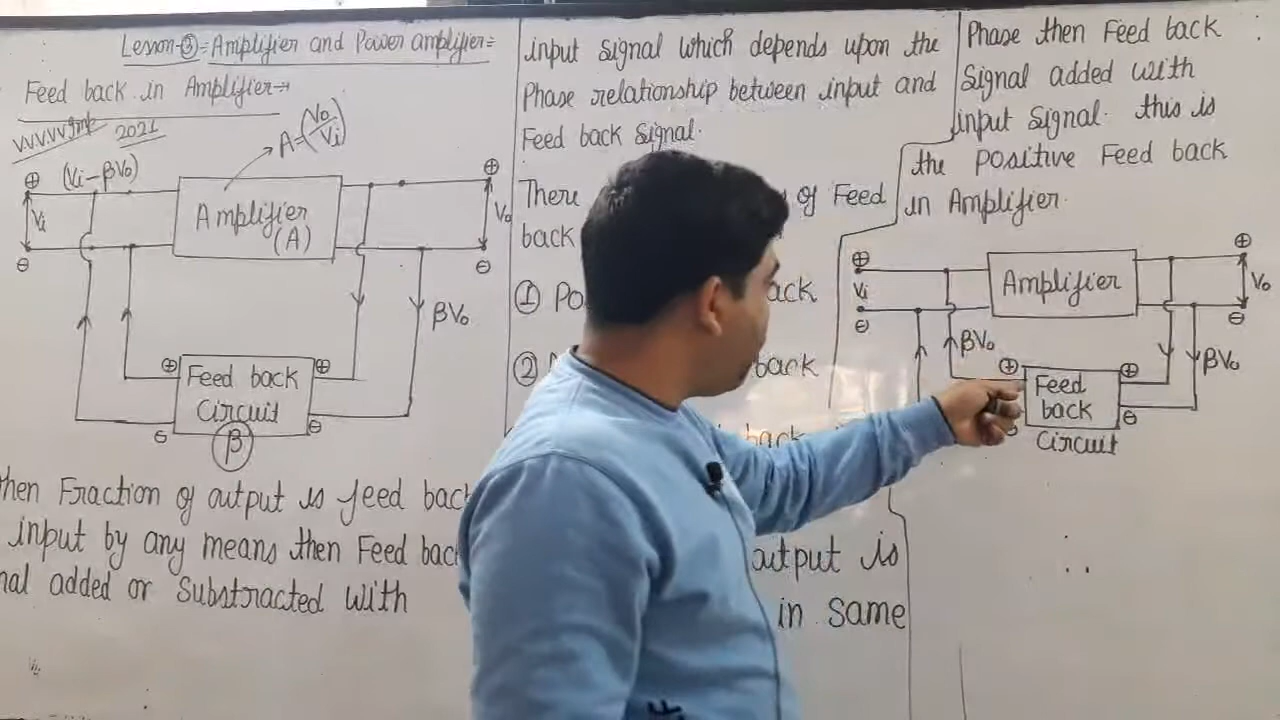 Lesson-③=Amplifier and Power amplifier=
Feed back in Amplifier→
2021
A=(Vo/Vi)
⊕ (Vi-βVo) ⊕
Vi Amplifier Vo
(A)
⊖ ⊖
βVo
⊕ Feed back ⊕
Circuit
⊖ β ⊖
then Fraction of output is feed back
input by any means then Feed back
nal added or Substracted with
input Signal which depends upon the
Phase relationship between input and
Feed back Signal.
There of Feed
back
① Po ack
② back
back
output is
in Same
Phase then Feed back
Signal added with
input Signal. this is
the Positive Feed back
in Amplifier.
⊕ ⊕
Vi Amplifier Vo
⊖ ⊖
βVo βVo
⊕ Feed ⊕
back ⊖
Circuit